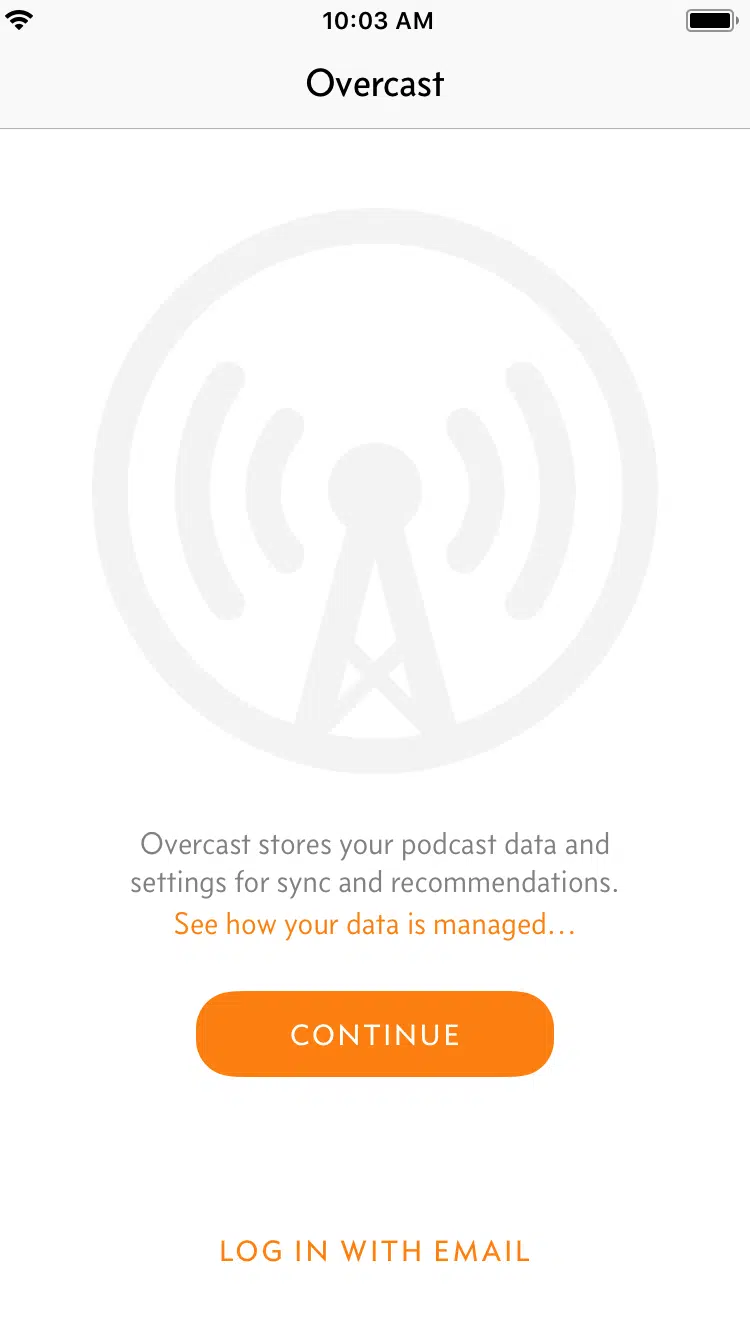 10:03 AM
Overcast
Overcast stores your podcast data and
settings for sync and recommendations.
See how your data is managed...
CONTINUE
LOG IN WITH EMAIL